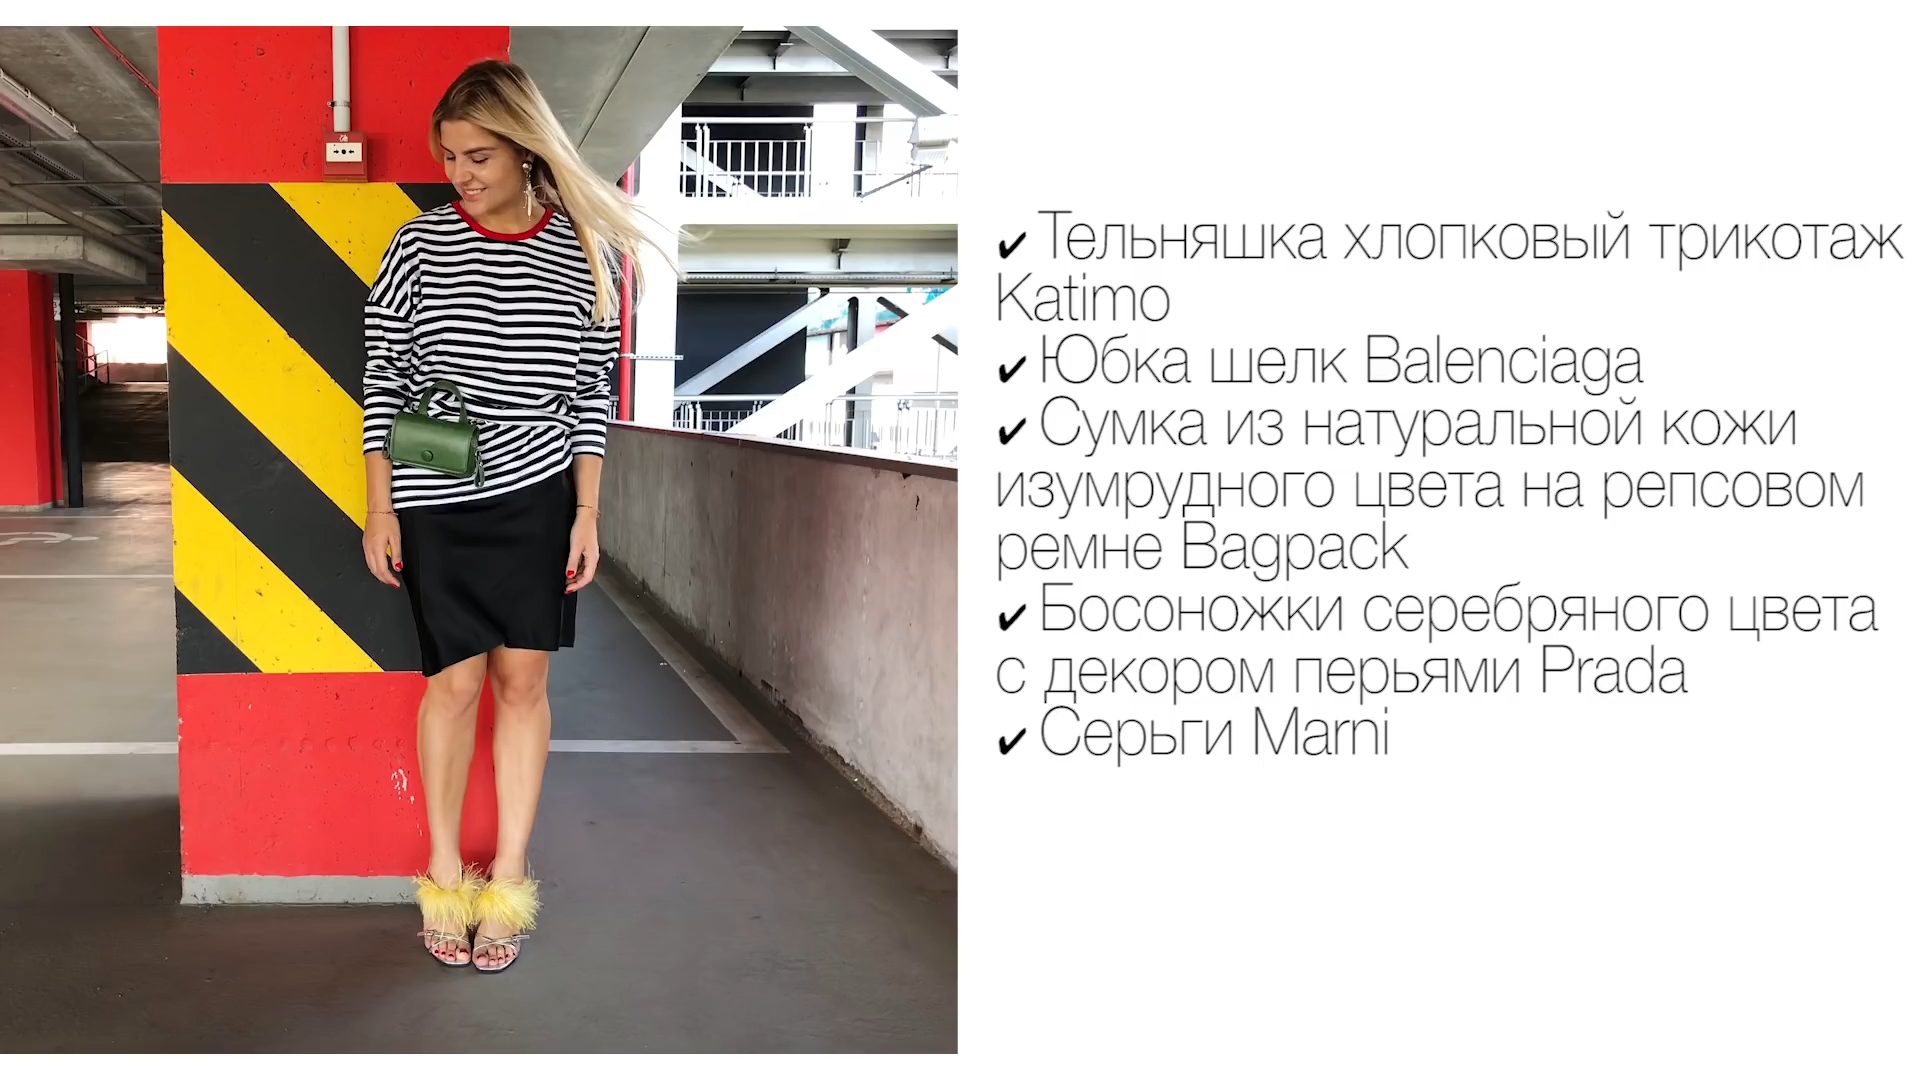 ✔ Тельняшка хлопковый трикотаж
Katimo
✔ Юбка шелк Balenciaga
✔ Сумка из натуральной кожи
изумрудного цвета на репсовом
ремне Bagpack
✔ Босоножки серебряного цвета
с декором перьями Prada
✔ Серьги Marni